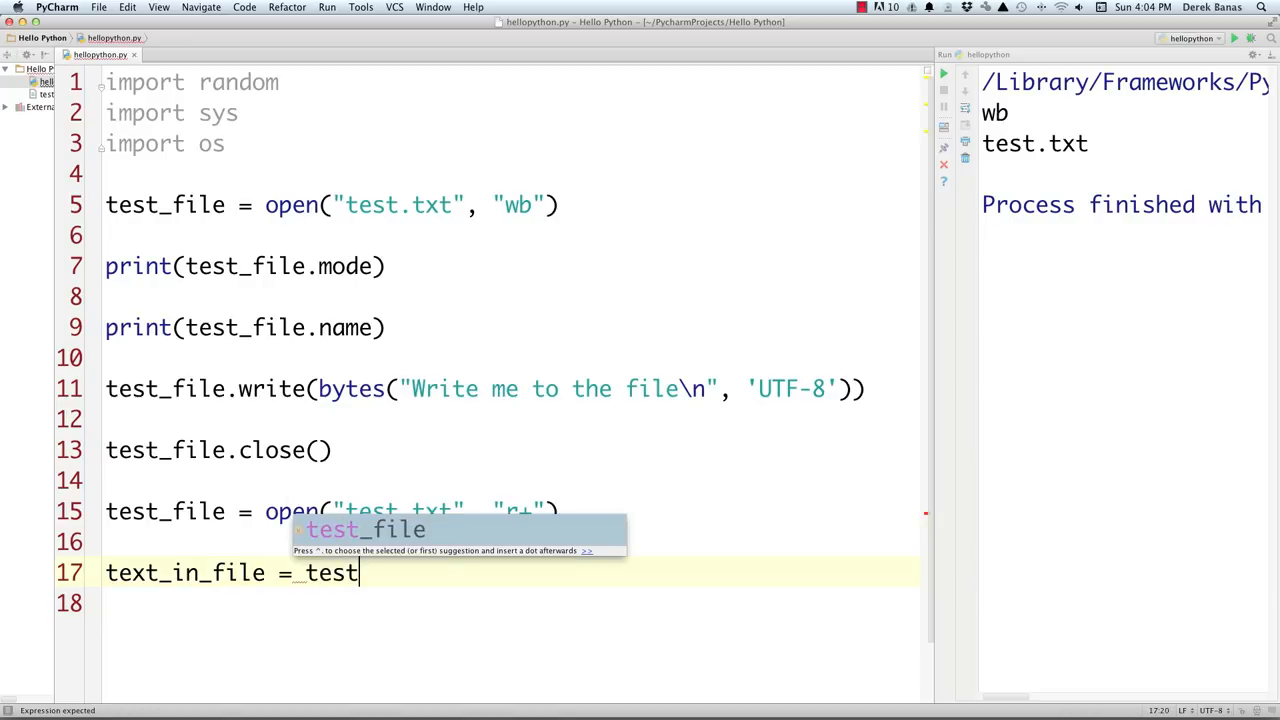 PyCharm File Edit View Navigate Code Refactor Run Tools VCS Window Help 10 Sun 4:04 PM Derek Banas
hellopython.py – Hello Python – [~/PycharmProjects/Hello Python]
Hello Python hellopython.py hellopython
hellopython.py × Run hellopython
Hello P
hell
test
Extern
1 import random
2 import sys
3 import os
4
5 test_file = open("test.txt", "wb")
6
7 print(test_file.mode)
8
9 print(test_file.name)
10
11 test_file.write(bytes("Write me to the file\n", 'UTF-8'))
12
13 test_file.close()
14
15 test_file = open("test.txt", "r+")
16
test_file
Press ^. to choose the selected (or first) suggestion and insert a dot afterwards >>
17 text_in_file = test
18
/Library/Frameworks/Py
wb
test.txt
Process finished with
Expression expected 17:20 LF UTF-8